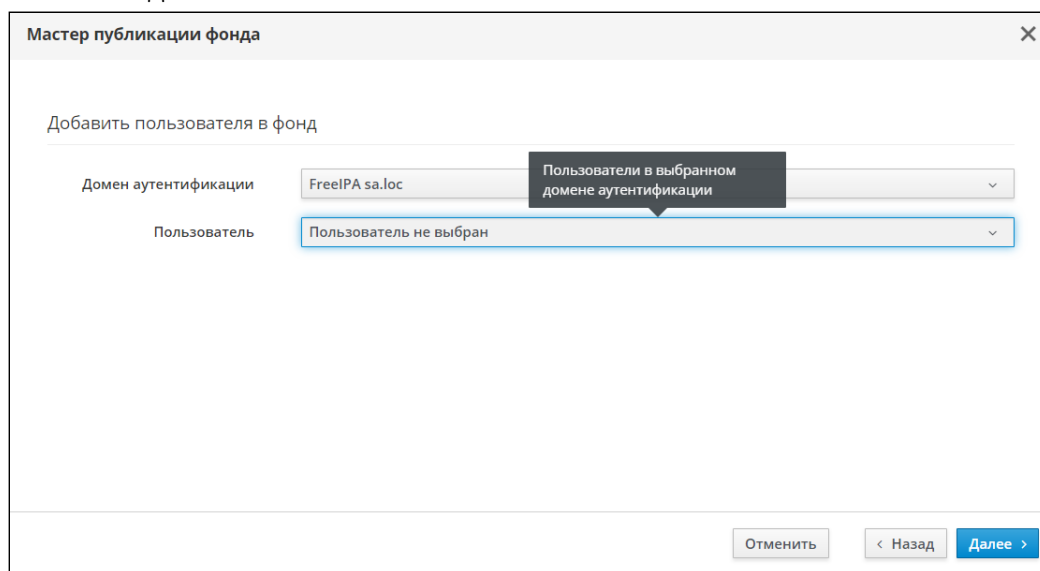 Мастер публикации фонда
Добавить пользователя в фонд
Домен аутентификации
FreeIPA sa.loc
Пользователи в выбранном
домене аутентификации
Пользователь
Пользователь не выбран
Отменить
Назад
Далее